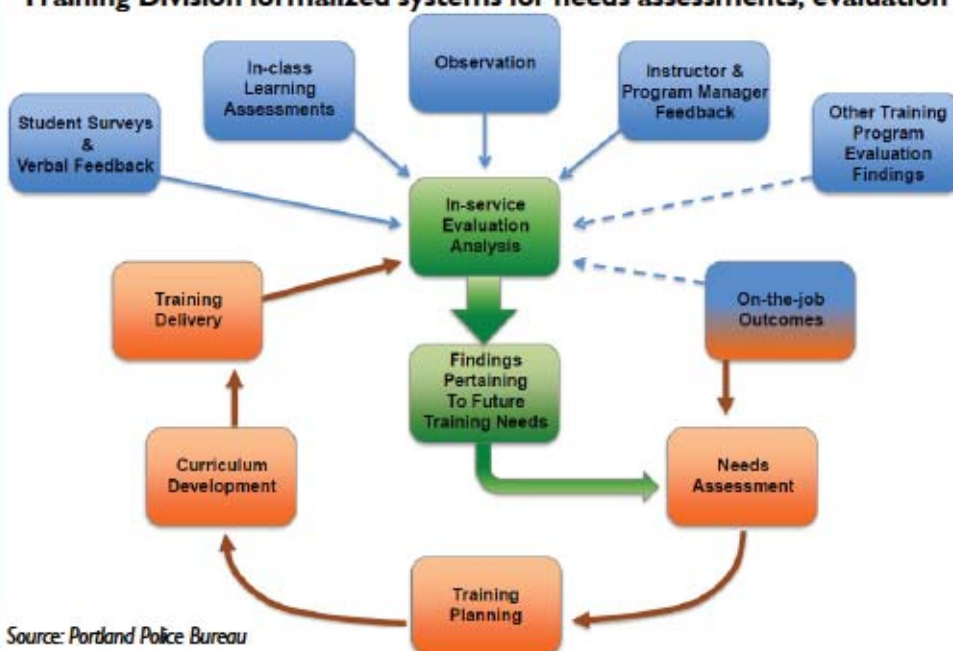 Training Division formalized systems for needs assessments, evaluation
Observation
In-class
Learning
Assessments
Instructor &
Program Manager
Feedback
Student Surveys
&
Verbal Feedback
Other Training
Program
Evaluation
Findings
In-service
Evaluation
Analysis
Training
Delivery
On-the-job
Outcomes
Findings
Pertaining
To Future
Training Needs
Curriculum
Development
Needs
Assessment
Training
Planning
Source: Portland Police Bureau